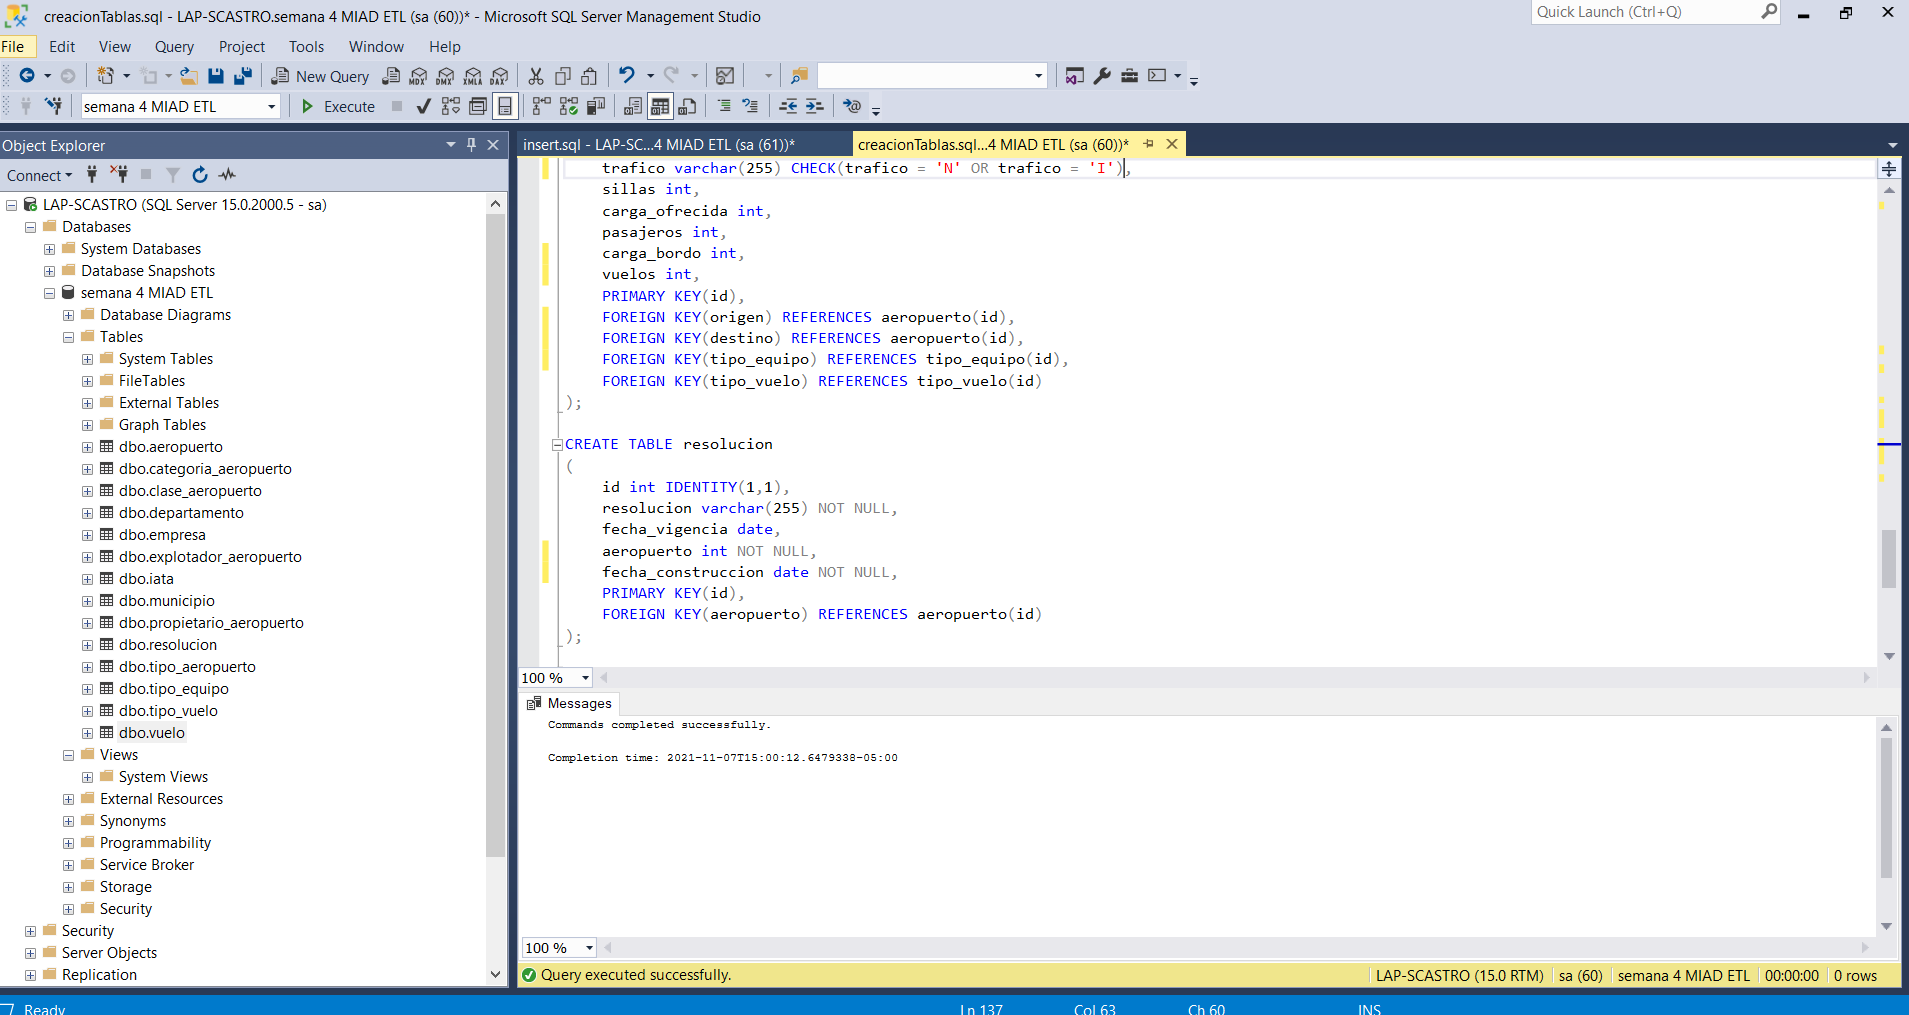 creacionTablas.sql - LAP-SCASTRO.semana 4 MIAD ETL (sa (60))* - Microsoft SQL Server Management Studio
Quick Launch (Ctrl+Q)
File Edit View Query Project Tools Window Help
New Query MDX DMX XMLA DAX
semana 4 MIAD ETL Execute
Object Explorer
Connect
LAP-SCASTRO (SQL Server 15.0.2000.5 - sa)
Databases
System Databases
Database Snapshots
semana 4 MIAD ETL
Database Diagrams
Tables
System Tables
FileTables
External Tables
Graph Tables
dbo.aeropuerto
dbo.categoria_aeropuerto
dbo.clase_aeropuerto
dbo.departamento
dbo.empresa
dbo.explotador_aeropuerto
dbo.iata
dbo.municipio
dbo.propietario_aeropuerto
dbo.resolucion
dbo.tipo_aeropuerto
dbo.tipo_equipo
dbo.tipo_vuelo
dbo.vuelo
Views
System Views
External Resources
Synonyms
Programmability
Service Broker
Storage
Security
Security
Server Objects
Replication
insert.sql - LAP-SC...4 MIAD ETL (sa (61))*
creacionTablas.sql...4 MIAD ETL (sa (60))*
trafico varchar(255) CHECK(trafico = 'N' OR trafico = 'I'),
sillas int,
carga_ofrecida int,
pasajeros int,
carga_bordo int,
vuelos int,
PRIMARY KEY(id),
FOREIGN KEY(origen) REFERENCES aeropuerto(id),
FOREIGN KEY(destino) REFERENCES aeropuerto(id),
FOREIGN KEY(tipo_equipo) REFERENCES tipo_equipo(id),
FOREIGN KEY(tipo_vuelo) REFERENCES tipo_vuelo(id)
);
CREATE TABLE resolucion
(
id int IDENTITY(1,1),
resolucion varchar(255) NOT NULL,
fecha_vigencia date,
aeropuerto int NOT NULL,
fecha_construccion date NOT NULL,
PRIMARY KEY(id),
FOREIGN KEY(aeropuerto) REFERENCES aeropuerto(id)
);
100 %
Messages
Commands completed successfully.
Completion time: 2021-11-07T15:00:12.6479338-05:00
100 %
Query executed successfully.
LAP-SCASTRO (15.0 RTM) sa (60) semana 4 MIAD ETL 00:00:00 0 rows
Ready Ln 137 Col 63 Ch 60 INS